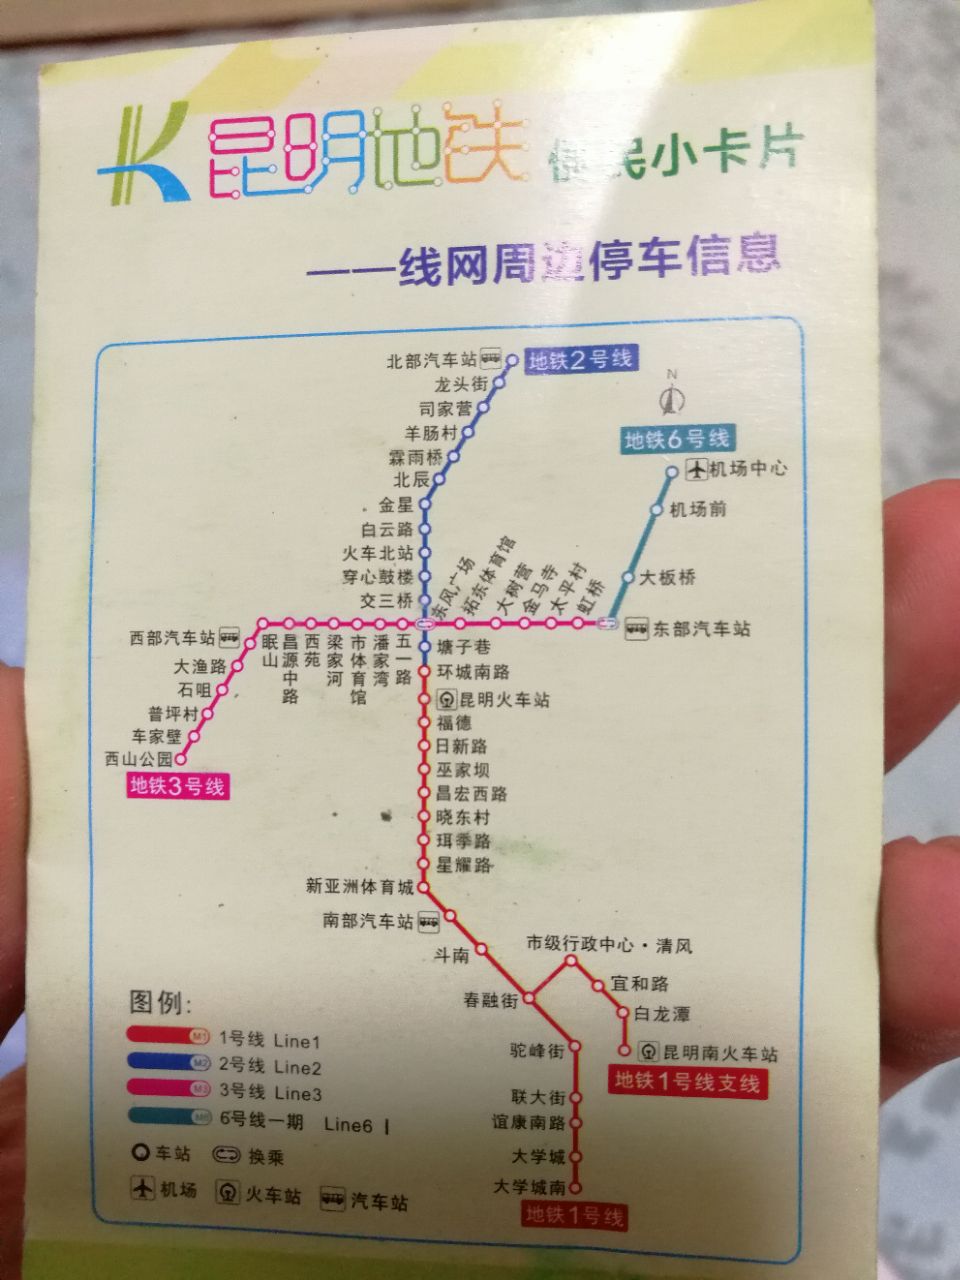 K 昆明地铁 便民小卡片
——线网周边停车信息
北部汽车站
地铁2号线
龙头街
司家营
羊肠村
霖雨桥
北辰
金星
白云路
火车北站
穿心鼓楼
交三桥
N
地铁6号线
机场中心
机场前
大板桥
东部汽车站
东风广场
拓东体育馆
大树营
金马寺
太平村
虹桥
西部汽车站
眠山
昌源中路
西苑
梁家河
市体育馆
潘家湾
五一路
大渔路
石咀
普坪村
车家壁
西山公园
地铁3号线
塘子巷
环城南路
昆明火车站
福德
日新路
巫家坝
昌宏西路
晓东村
珥季路
星耀路
新亚洲体育城
南部汽车站
斗南
春融街
市级行政中心·清风
宜和路
白龙潭
昆明南火车站
地铁1号线支线
驼峰街
联大街
谊康南路
大学城
大学城南
地铁1号线
图例:
M1 1号线 Line1
M2 2号线 Line2
M3 3号线 Line3
M6 6号线一期 Line6 I
车站 换乘
机场 火车站 汽车站